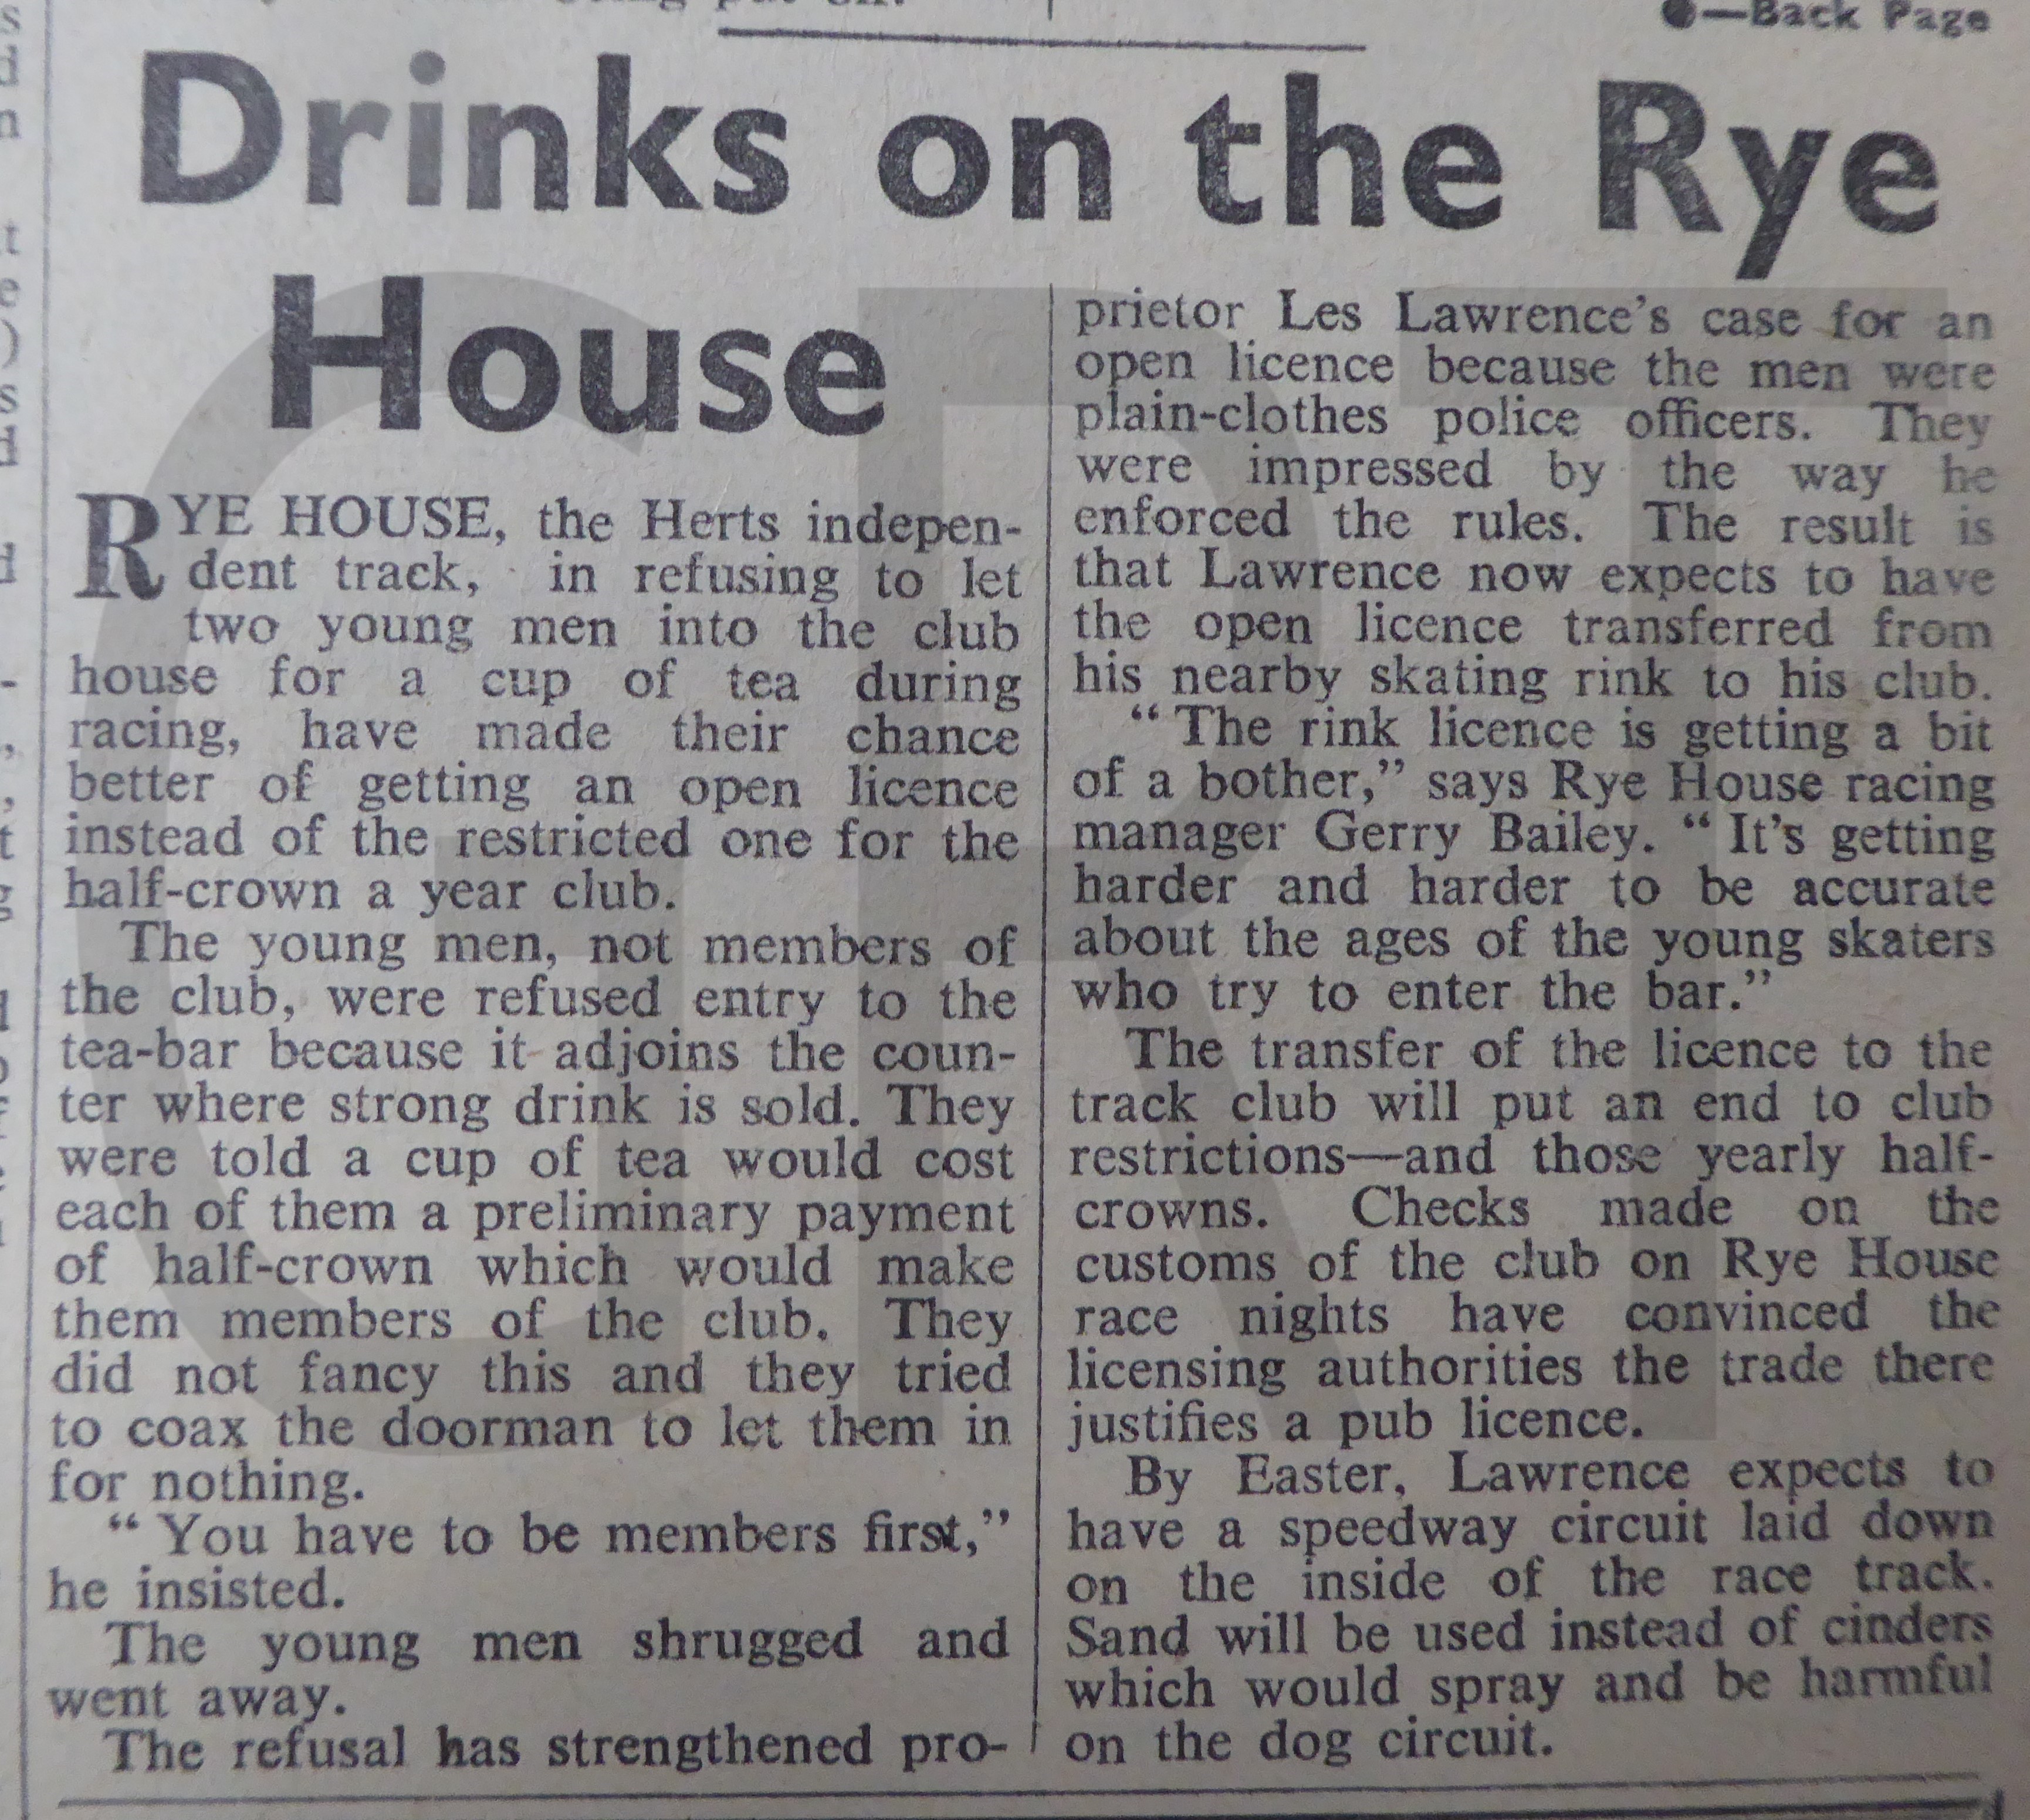 ●—Back Page
Drinks on the Rye
House
RYE HOUSE, the Herts indepen-
dent track, in refusing to let
two young men into the club
house for a cup of tea during
racing, have made their chance
better of getting an open licence
instead of the restricted one for the
half-crown a year club.
The young men, not members of
the club, were refused entry to the
tea-bar because it adjoins the coun-
ter where strong drink is sold. They
were told a cup of tea would cost
each of them a preliminary payment
of half-crown which would make
them members of the club. They
did not fancy this and they tried
to coax the doorman to let them in
for nothing.
“ You have to be members first,”
he insisted.
The young men shrugged and
went away.
The refusal has strengthened pro-
prietor Les Lawrence’s case for an
open licence because the men were
plain-clothes police officers. They
were impressed by the way he
enforced the rules. The result is
that Lawrence now expects to have
the open licence transferred from
his nearby skating rink to his club.
“ The rink licence is getting a bit
of a bother,” says Rye House racing
manager Gerry Bailey. “ It’s getting
harder and harder to be accurate
about the ages of the young skaters
who try to enter the bar.”
The transfer of the licence to the
track club will put an end to club
restrictions—and those yearly half-
crowns. Checks made on the
customs of the club on Rye House
race nights have convinced the
licensing authorities the trade there
justifies a pub licence.
By Easter, Lawrence expects to
have a speedway circuit laid down
on the inside of the race track.
Sand will be used instead of cinders
which would spray and be harmful
on the dog circuit.